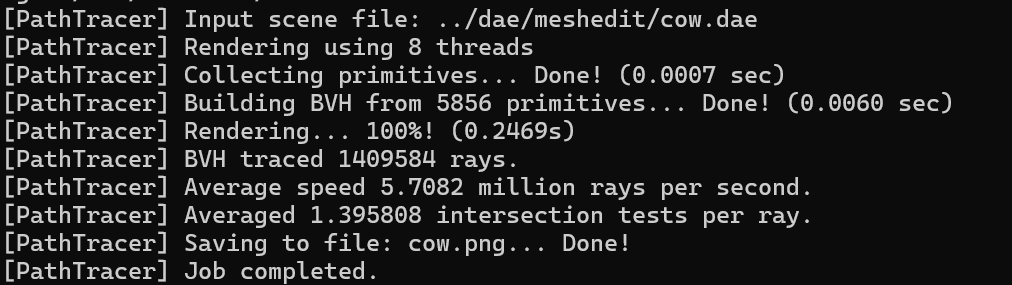 [PathTracer] Input scene file: ../dae/meshedit/cow.dae
[PathTracer] Rendering using 8 threads
[PathTracer] Collecting primitives... Done! (0.0007 sec)
[PathTracer] Building BVH from 5856 primitives... Done! (0.0060 sec)
[PathTracer] Rendering... 100%! (0.2469s)
[PathTracer] BVH traced 1409584 rays.
[PathTracer] Average speed 5.7082 million rays per second.
[PathTracer] Averaged 1.395808 intersection tests per ray.
[PathTracer] Saving to file: cow.png... Done!
[PathTracer] Job completed.